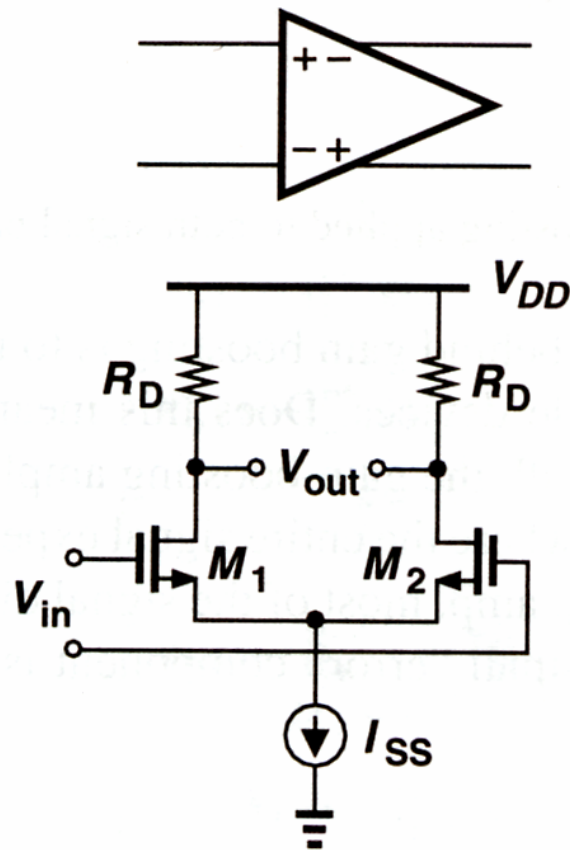 + −
− +
V_DD
R_D R_D
V_out
M_1 M_2
V_in
I_SS